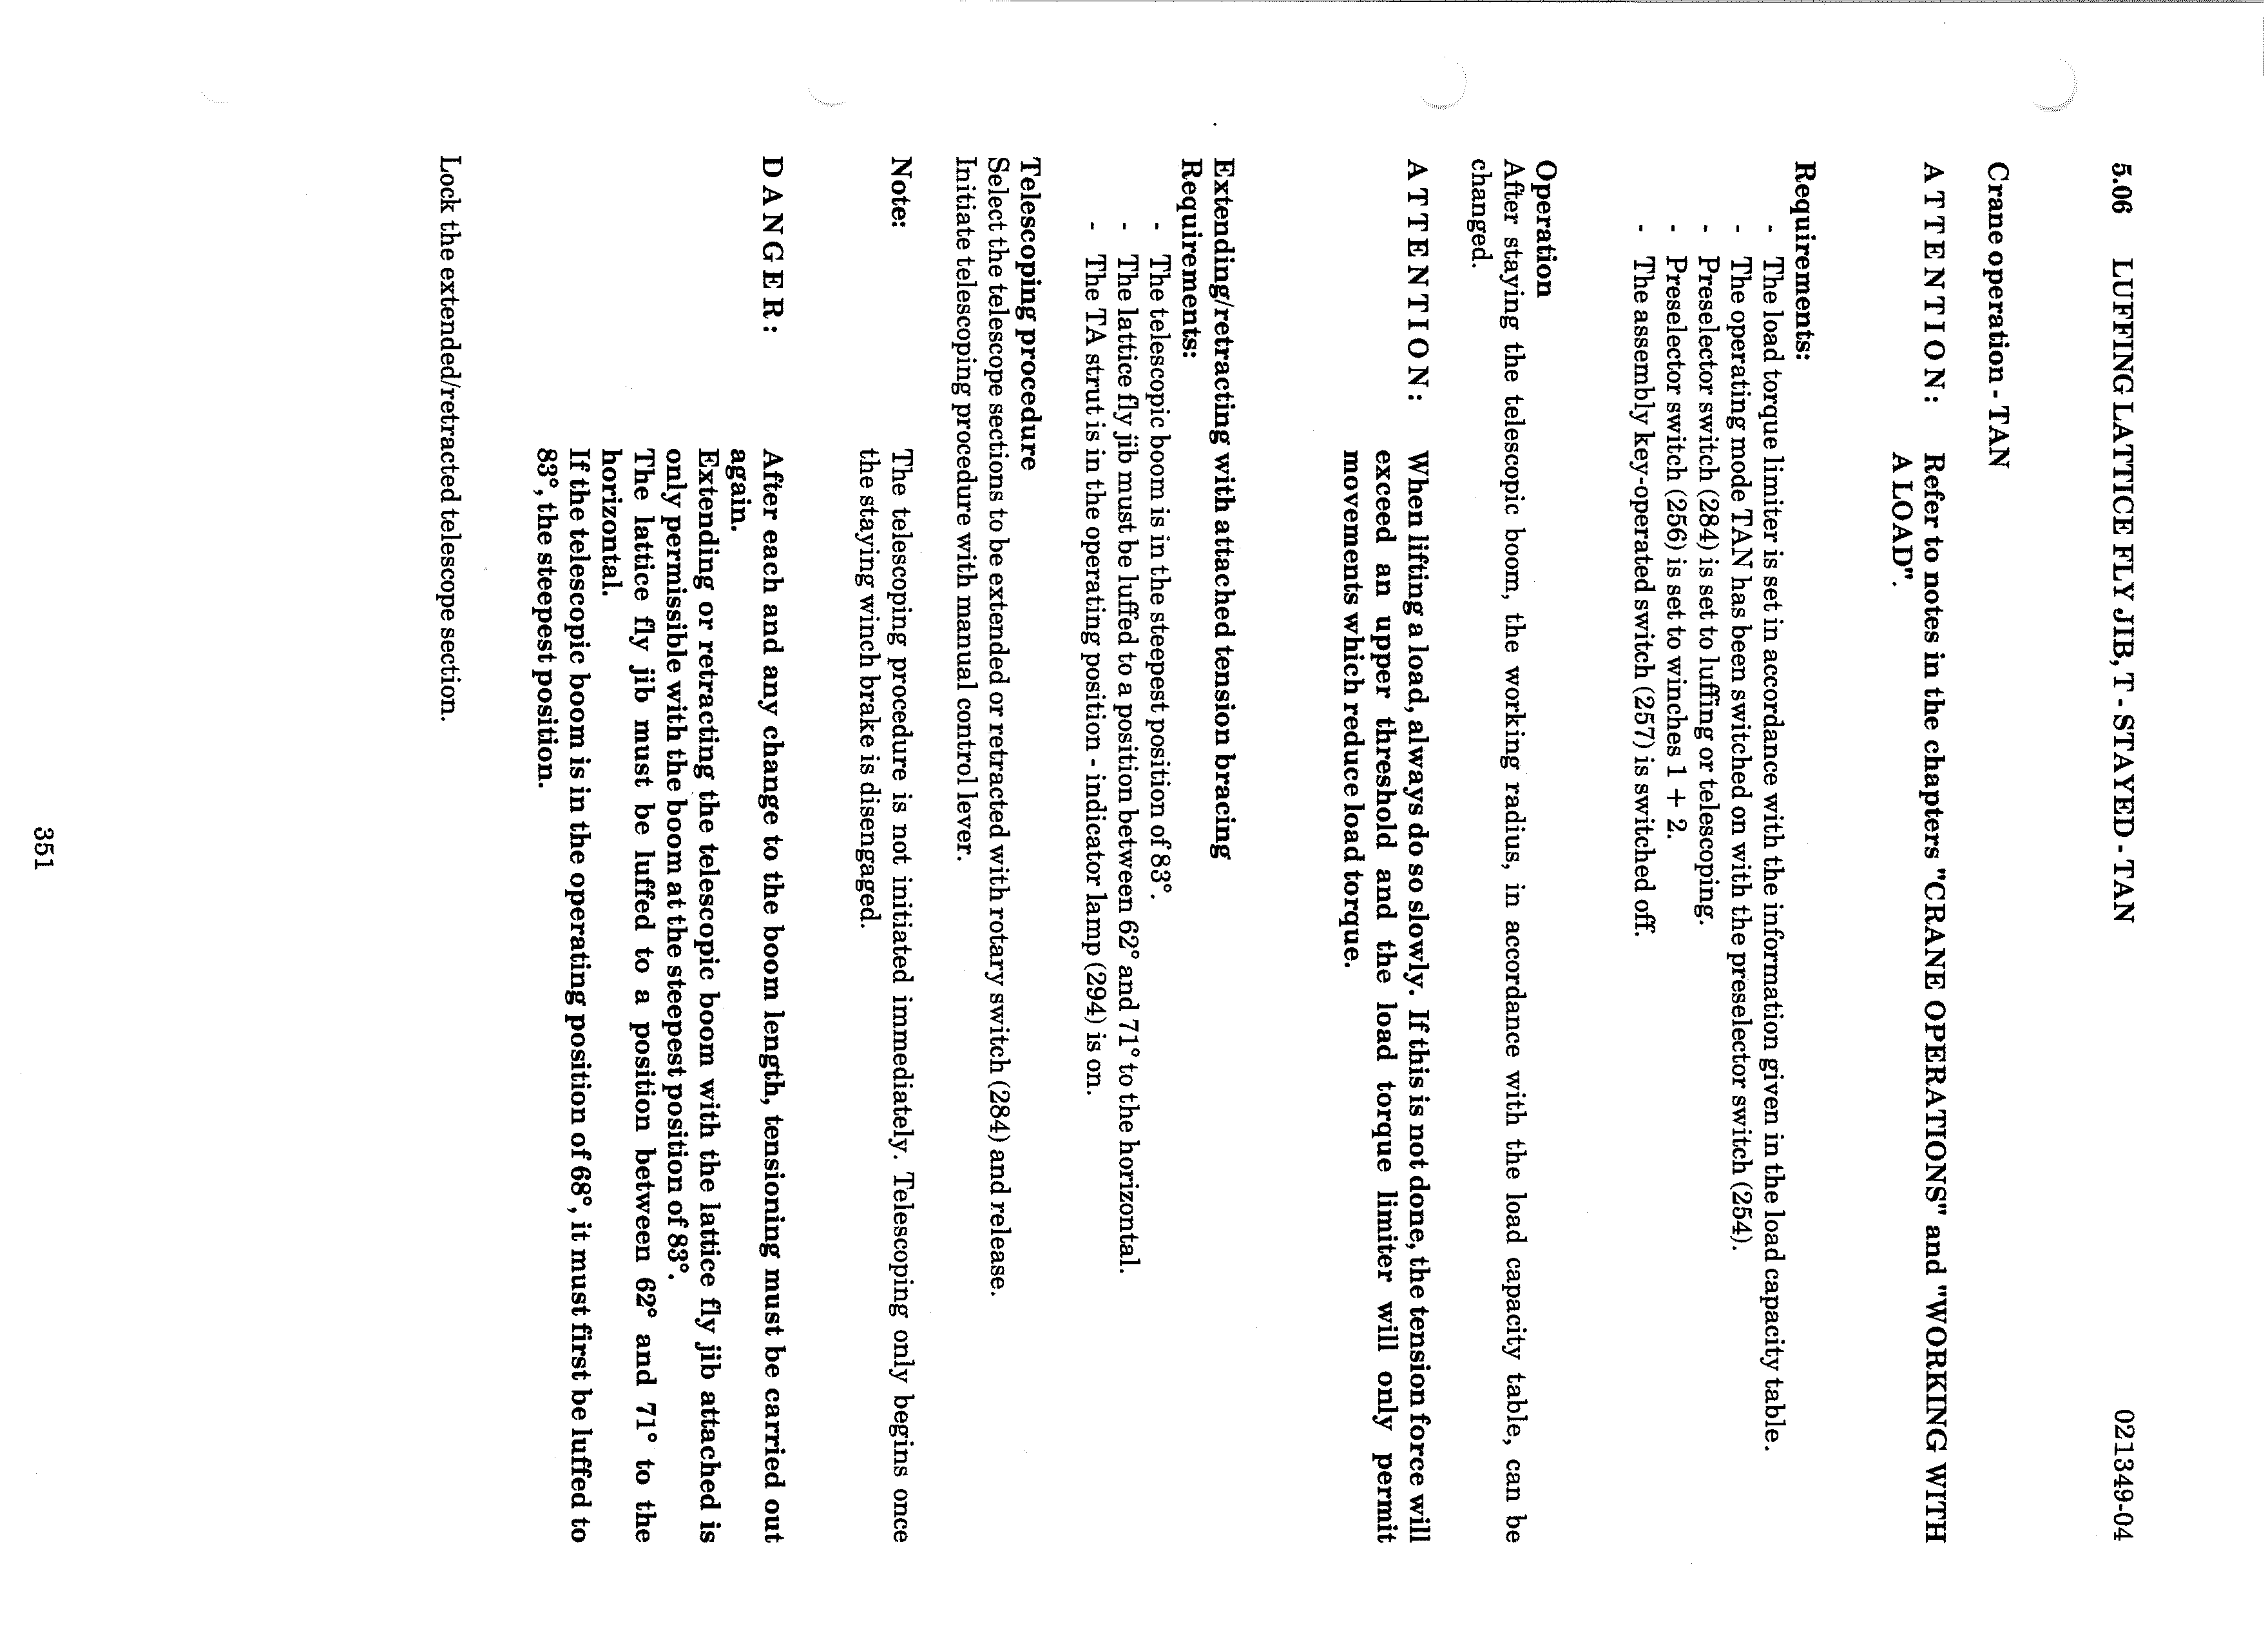 5.06 LUFFING LATTICE FLY JIB, T - STAYED - TAN 021349-04
Crane operation - TAN
A T T E N T I O N : Refer to notes in the chapters "CRANE OPERATIONS" and "WORKING WITH
A LOAD".
Requirements:
- The load torque limiter is set in accordance with the information given in the load capacity table.
- The operating mode TAN has been switched on with the preselector switch (254).
- Preselector switch (284) is set to luffing or telescoping.
- Preselector switch (256) is set to winches 1 + 2.
- The assembly key-operated switch (257) is switched off.
Operation
After staying the telescopic boom, the working radius, in accordance with the load capacity table, can be
changed.
A T T E N T I O N : When lifting a load, always do so slowly. If this is not done, the tension force will
exceed an upper threshold and the load torque limiter will only permit
movements which reduce load torque.
Extending/retracting with attached tension bracing
Requirements:
- The telescopic boom is in the steepest position of 83°.
- The lattice fly jib must be luffed to a position between 62° and 71° to the horizontal.
- The TA strut is in the operating position - indicator lamp (294) is on.
Telescoping procedure
Select the telescope sections to be extended or retracted with rotary switch (284) and release.
Initiate telescoping procedure with manual control lever.
Note: The telescoping procedure is not initiated immediately. Telescoping only begins once
the staying winch brake is disengaged.
D A N G E R : After each and any change to the boom length, tensioning must be carried out
again.
Extending or retracting the telescopic boom with the lattice fly jib attached is
only permissible with the boom at the steepest position of 83°.
The lattice fly jib must be luffed to a position between 62° and 71° to the
horizontal.
If the telescopic boom is in the operating position of 68°, it must first be luffed to
83°, the steepest position.
Lock the extended/retracted telescope section.
351